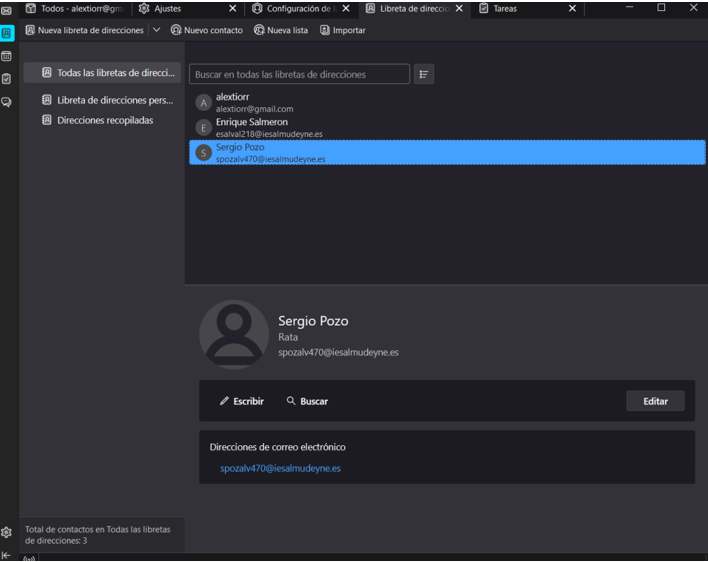 Todos - alextiorr@gm
Ajustes
Configuración de
Libreta de direccio
Tareas
Nueva libreta de direcciones
Nuevo contacto
Nueva lista
Importar
Todas las libretas de direcci...
Libreta de direcciones pers...
Direcciones recopiladas
Buscar en todas las libretas de direcciones
A
alextiorr
alextiorr@gmail.com
E
Enrique Salmeron
esalval218@iesalmudeyne.es
S
Sergio Pozo
spozalv470@iesalmudeyne.es
Sergio Pozo
Rata
spozalv470@iesalmudeyne.es
Escribir
Buscar
Editar
Direcciones de correo electrónico
spozalv470@iesalmudeyne.es
Total de contactos en Todas las libretas
de direcciones: 3